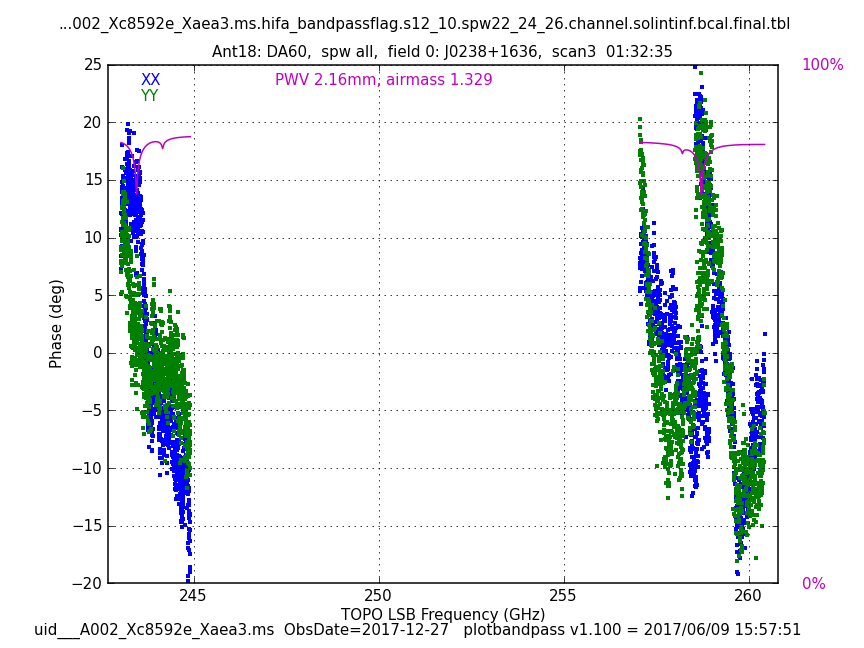 ...002_Xc8592e_Xaea3.ms.hifa_bandpassflag.s12_10.spw22_24_26.channel.solintinf.bcal.final.tbl
Ant18: DA60,  spw all,  field 0: J0238+1636,  scan3  01:32:35
25 XX PWV 2.16mm, airmass 1.329 100%
YY
20
15
10
5
0
−5
−10
−15
−20 0%
Phase (deg)
245 250 255 260
TOPO LSB Frequency (GHz)
uid___A002_Xc8592e_Xaea3.ms  ObsDate=2017-12-27   plotbandpass v1.100 = 2017/06/09 15:57:51